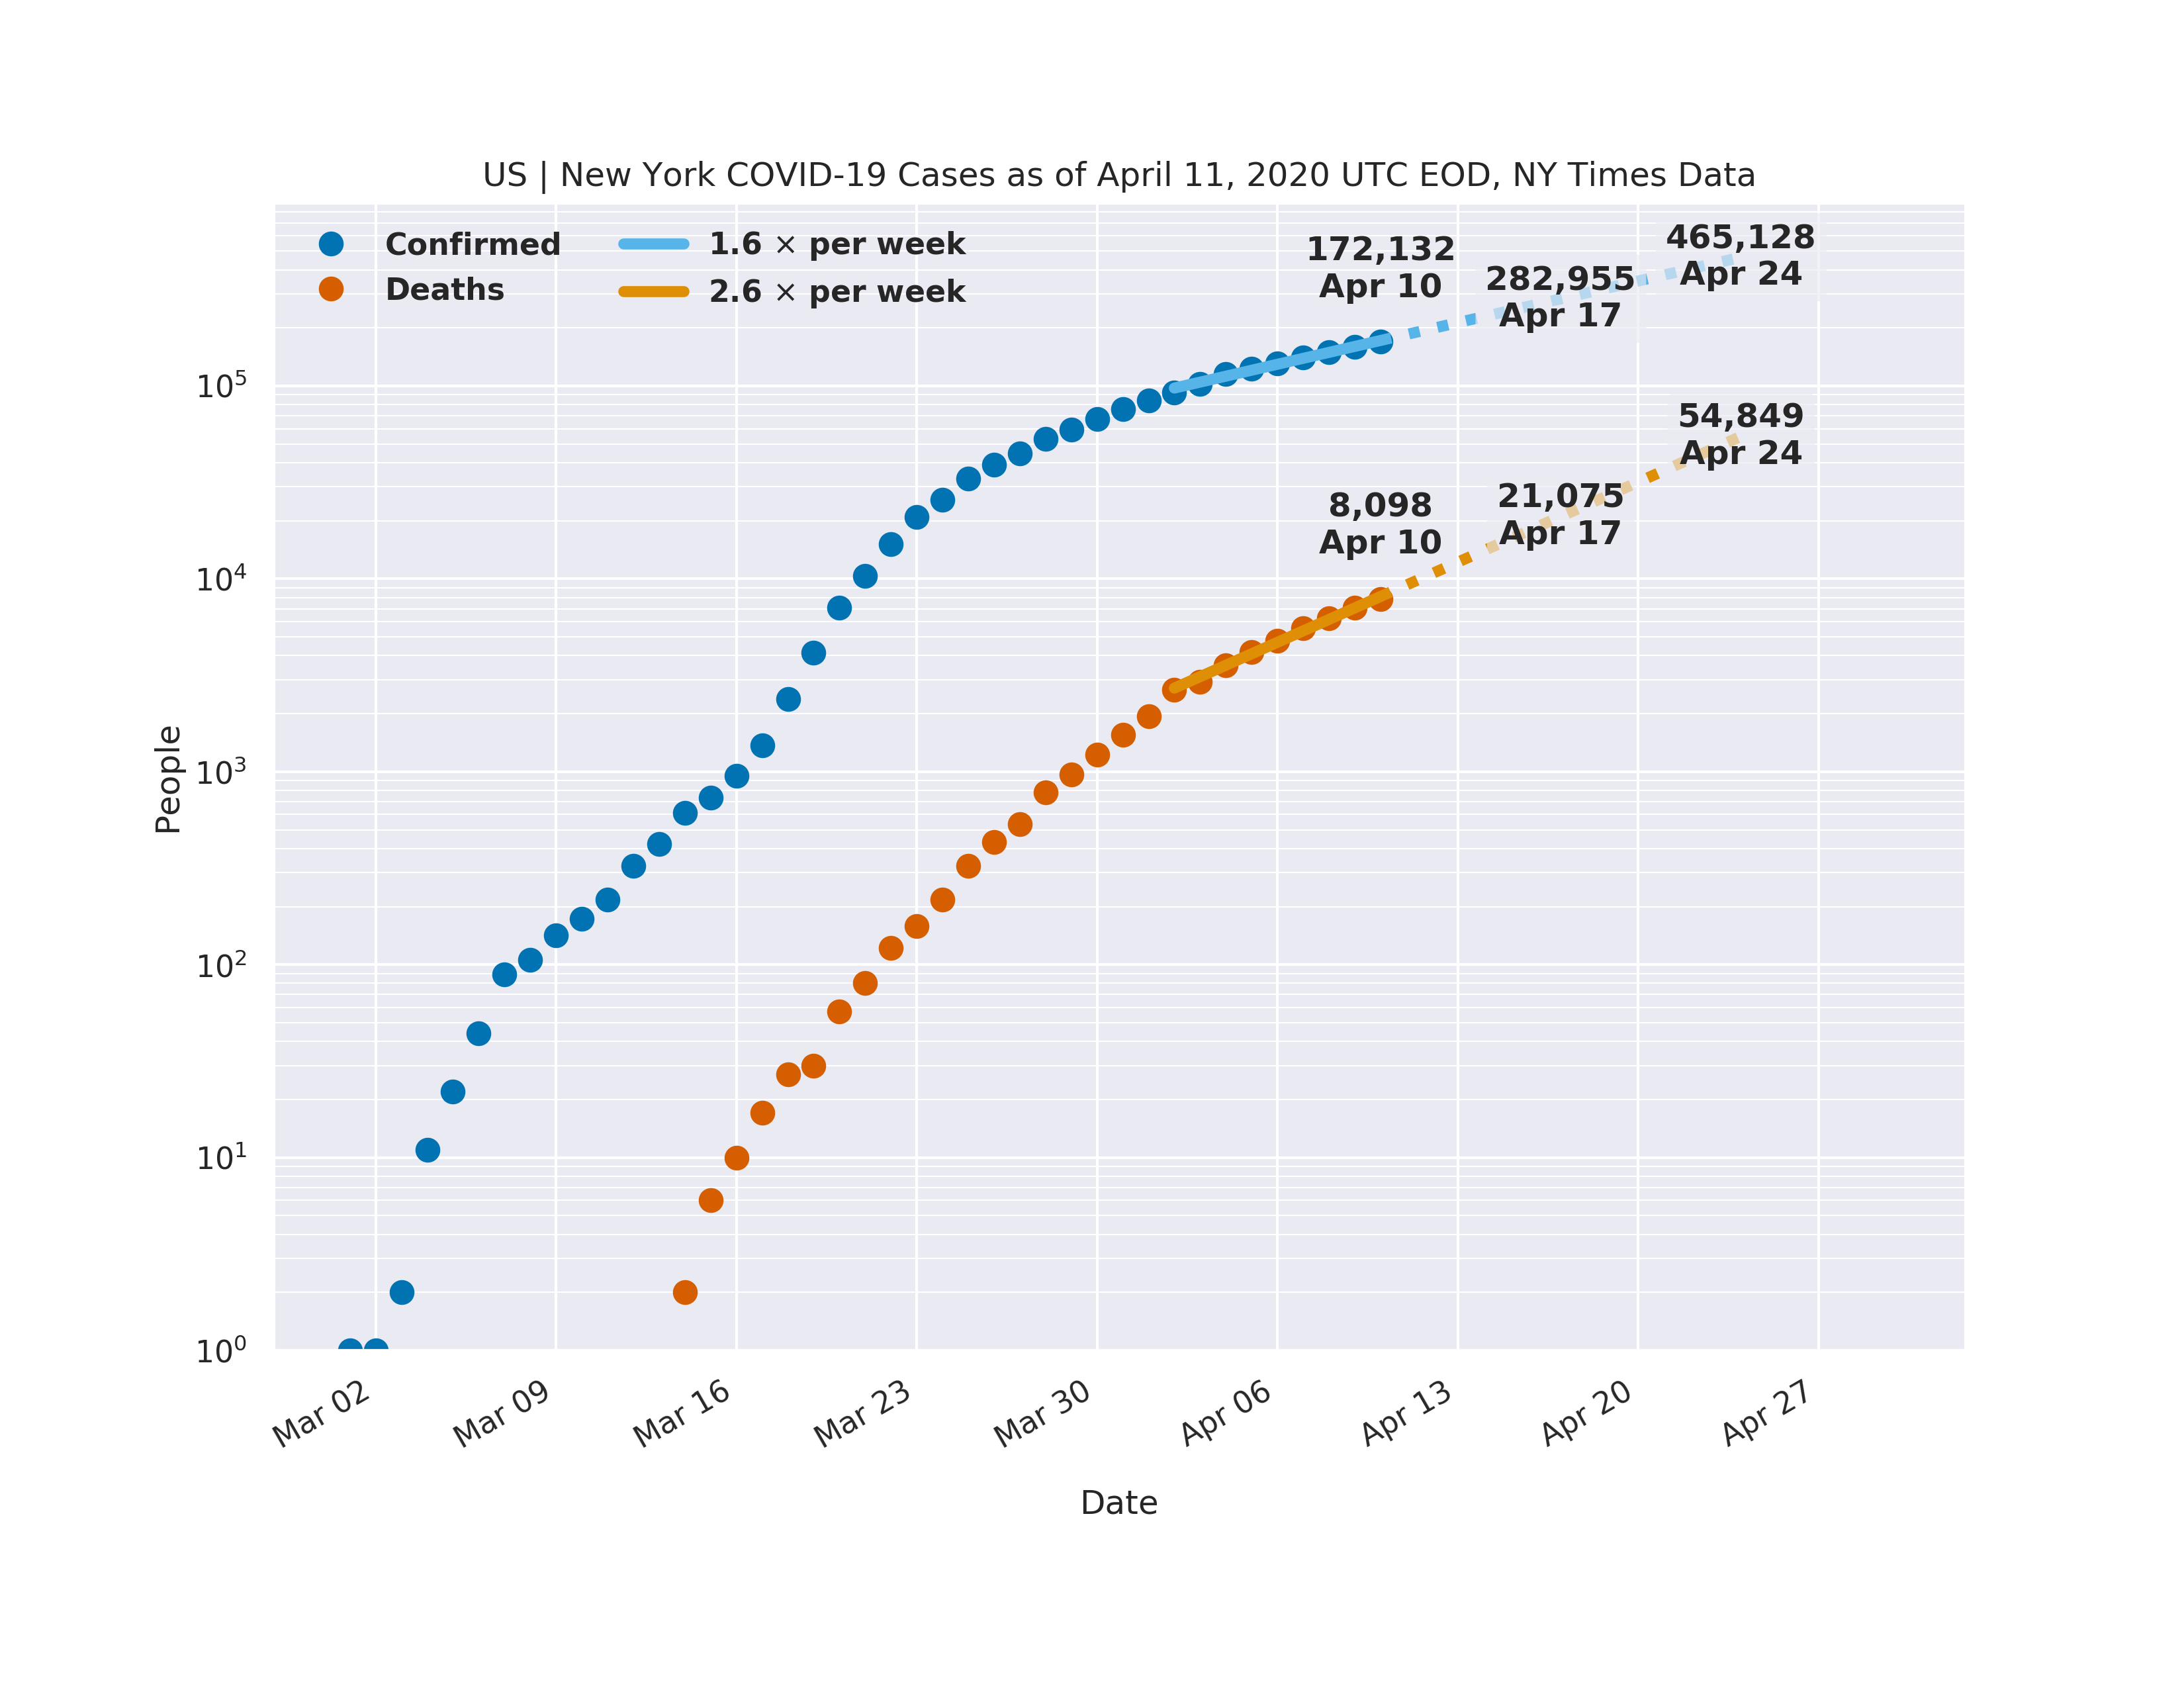 US | New York COVID-19 Cases as of April 11, 2020 UTC EOD, NY Times Data
Confirmed
Deaths
1.6 × per week
2.6 × per week
172,132
Apr 10
282,955
Apr 17
465,128
Apr 24
8,098
Apr 10
21,075
Apr 17
54,849
Apr 24
People
10⁵
10⁴
10³
10²
10¹
10⁰
Mar 02
Mar 09
Mar 16
Mar 23
Mar 30
Apr 06
Apr 13
Apr 20
Apr 27
Date